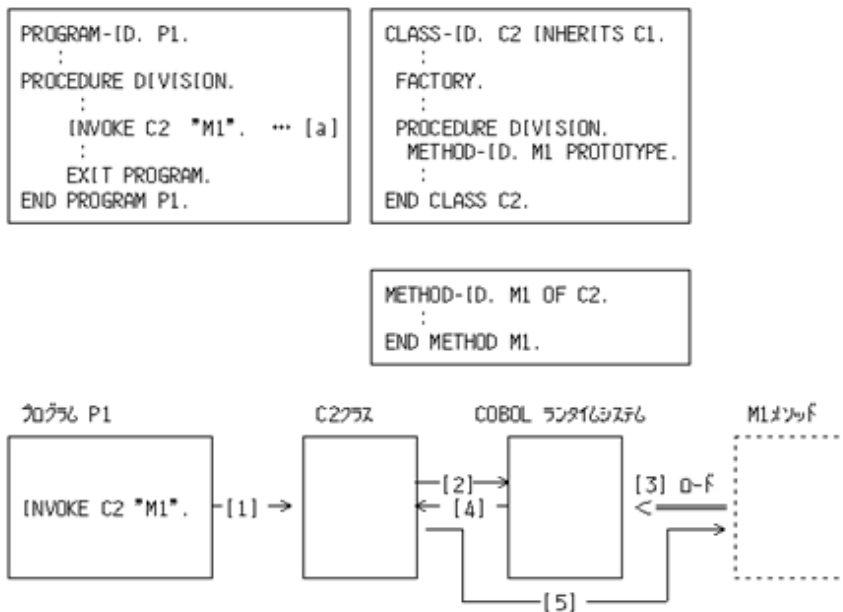 PROGRAM-ID. P1.
:
PROCEDURE DIVISION.
:
INVOKE C2 "M1". … [a]
:
EXIT PROGRAM.
END PROGRAM P1.
CLASS-ID. C2 INHERITS C1.
:
FACTORY.
:
PROCEDURE DIVISION.
METHOD-ID. M1 PROTOTYPE.
:
END CLASS C2.
METHOD-ID. M1 OF C2.
:
END METHOD M1.
プログラム P1
C2クラス
COBOL ランタイムシステム
M1メソッド
INVOKE C2 "M1".
[1]
[2]
[4]
[3] ロード
[5]